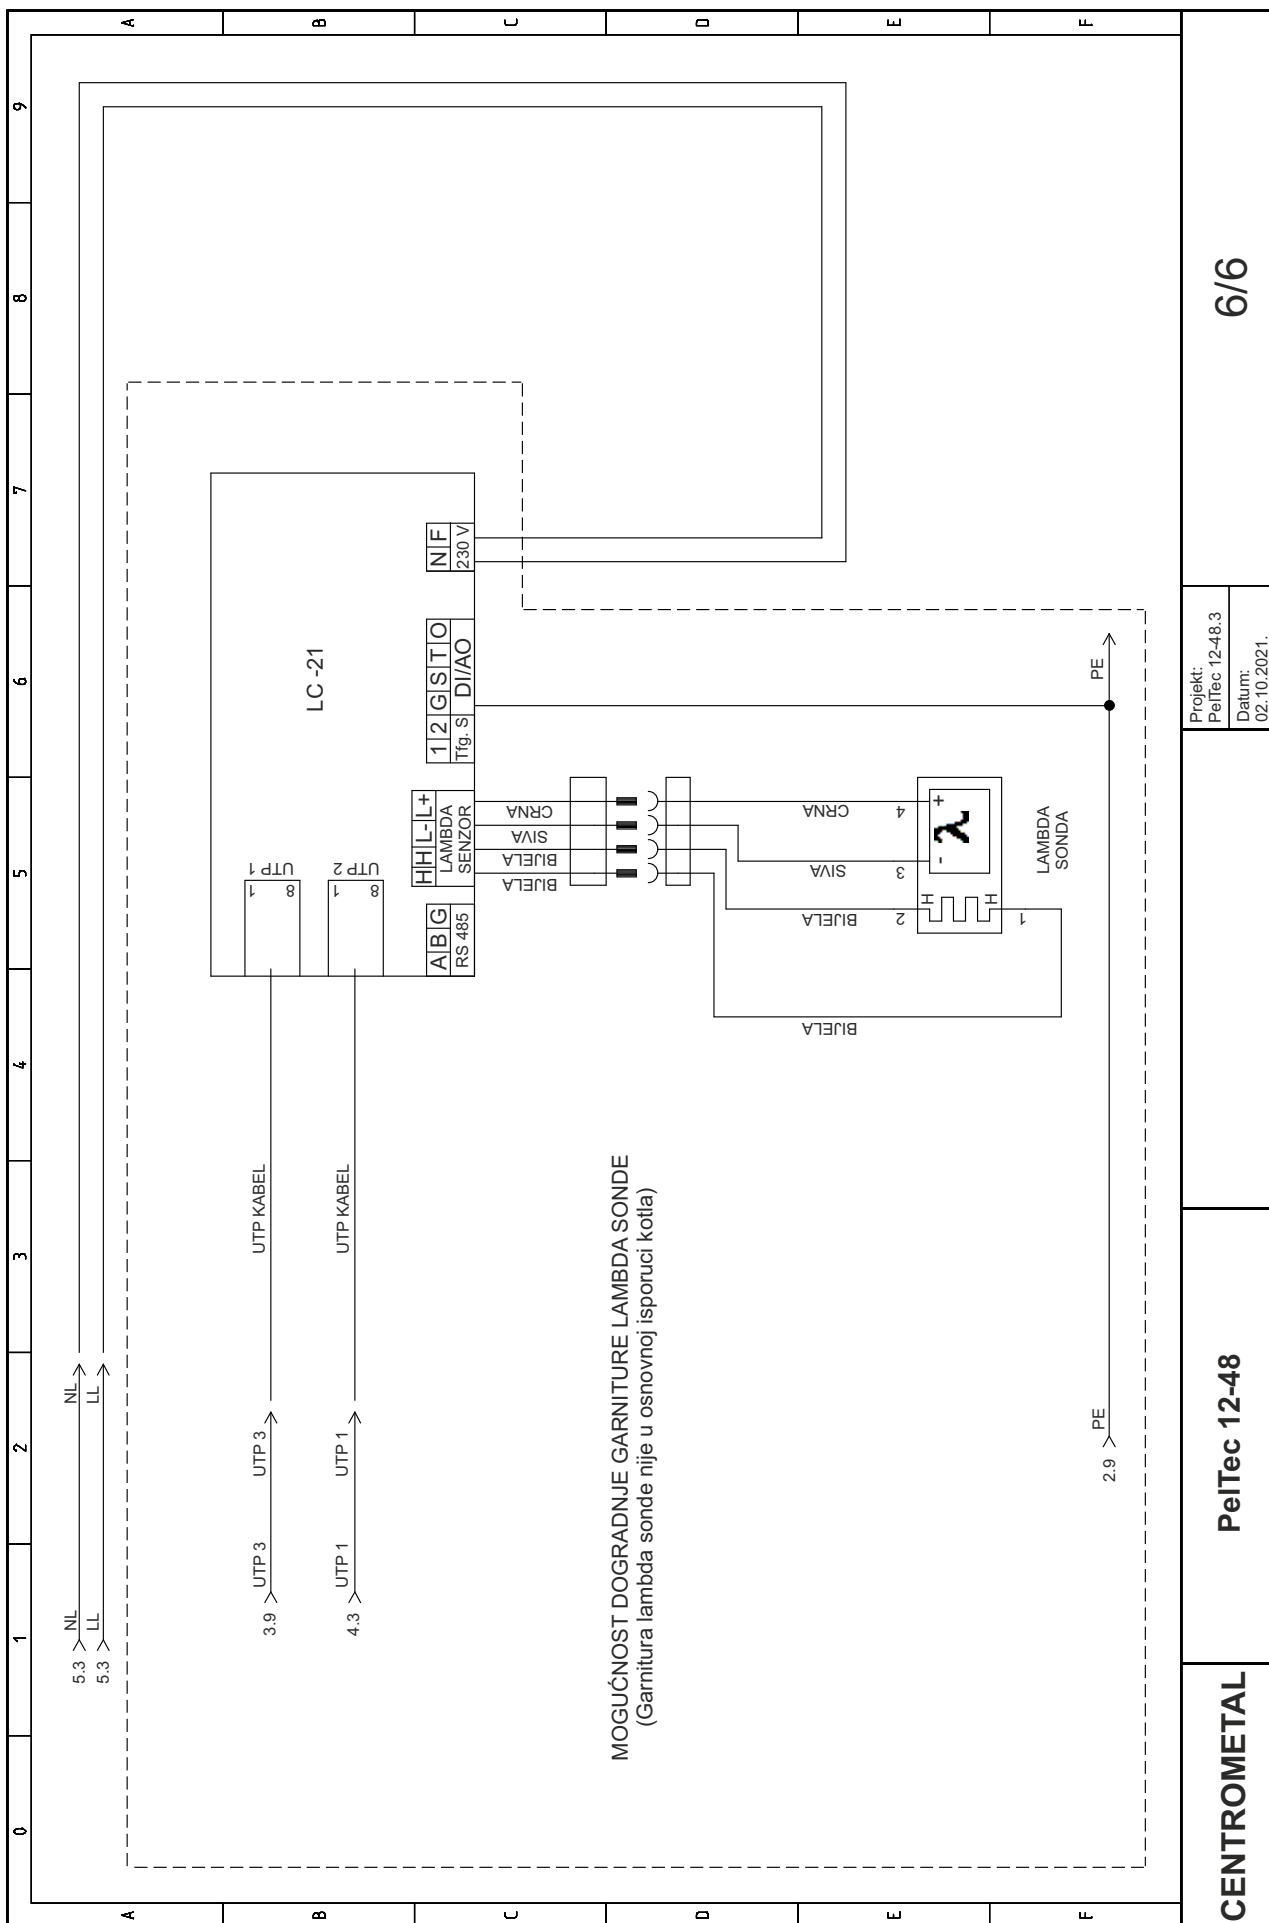 0 1 2 3 4 5 6 7 8 9
A A
B B
C C
D D
E E
F F
5.3 NL NL
5.3 LL LL
3.9 UTP 3 UTP 3 UTP KABEL
4.3 UTP 1 UTP 1 UTP KABEL
1 8 UTP 1
1 8 UTP 2
LC -21
A B G
RS 485
H H L- L+
LAMBDA
SENZOR
1 2 G S T O
Tfg. S DI/AO
N F
230 V
BIJELA
BIJELA
SIVA
CRNA
MOGUĆNOST DOGRADNJE GARNITURE LAMBDA SONDE
(Garnitura lambda sonde nije u osnovnoj isporuci kotla)
BIJELA
BIJELA
SIVA
CRNA
2 3 4
H - λ +
H
1
LAMBDA
SONDA
2.9 PE PE
CENTROMETAL
PelTec 12-48
Projekt:
PelTec 12-48.3
Datum:
02.10.2021.
6/6